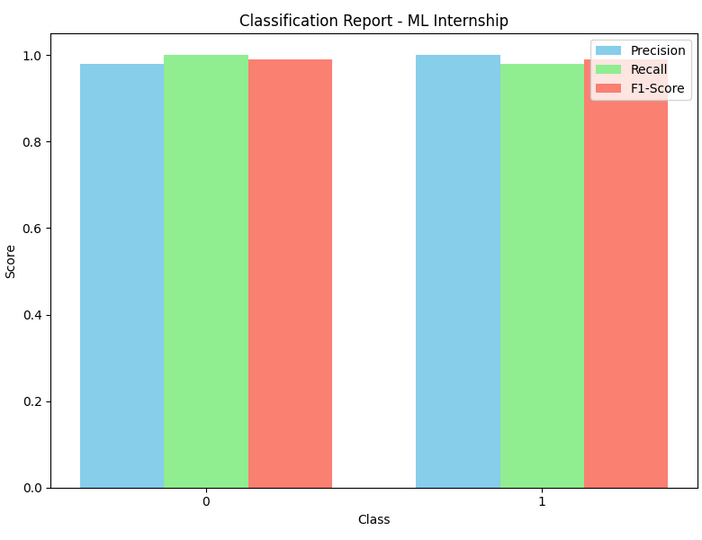 Classification Report - ML Internship
Precision
Recall
F1-Score
1.0
0.8
0.6
0.4
0.2
0.0
Score
0
1
Class